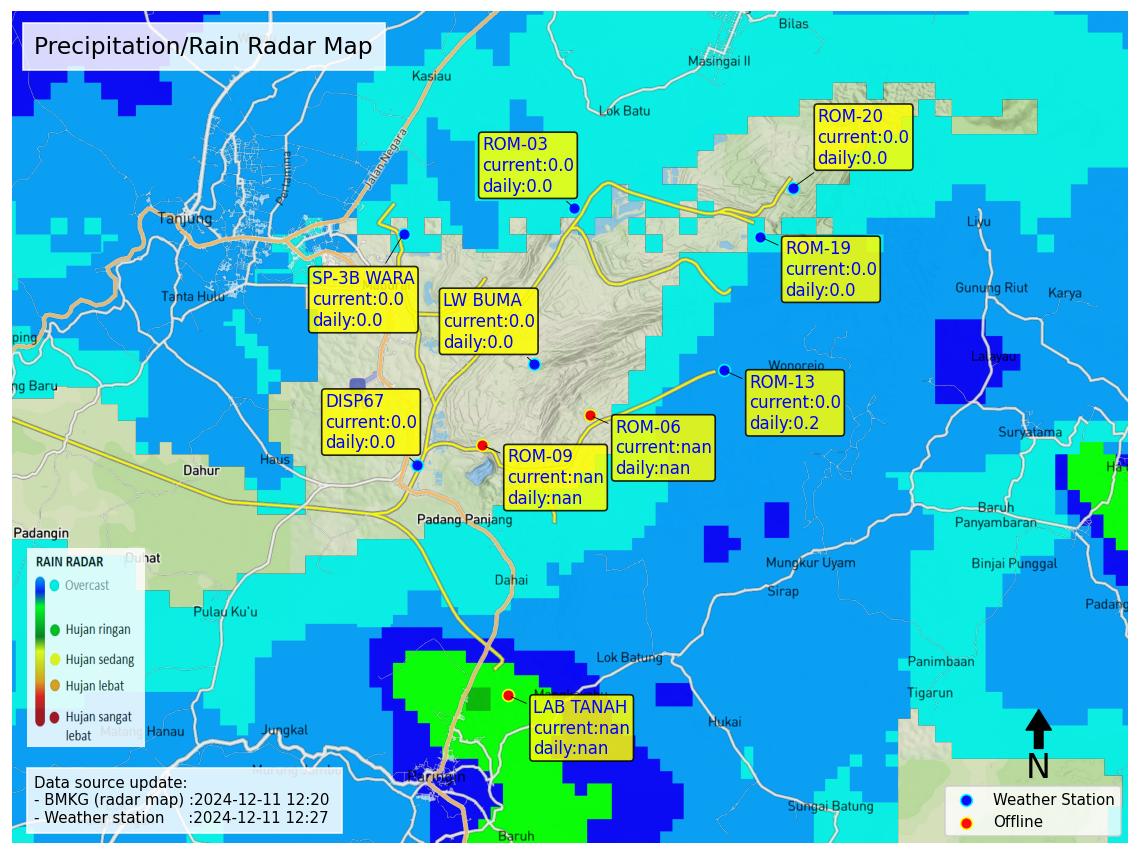 Precipitation/Rain Radar Map
Bilas
Masingai II
Kasiau
Lok Batu
ROM-20
current:0.0
daily:0.0
ROM-03
current:0.0
daily:0.0
Jalan Negara
Pertamina
Tanjung
Liyu
ROM-19
current:0.0
daily:0.0
SP-3B WARA
current:0.0
daily:0.0
LW BUMA
current:0.0
daily:0.0
Tanta Hulu
Gunung Riut
Karya
ping
Lalayau
Wonorejo
ng Baru
ROM-13
current:0.0
daily:0.2
DISP67
current:0.0
daily:0.0
ROM-06
current:nan
daily:nan
Suryatama
ROM-09
current:nan
daily:nan
Haus
Dahur
Ha
Baruh
Panyambaran
Padang Panjang
Padangin
Duhat
Mungkur Uyam
Binjai Punggal
Dahai
Sirap
Padang
Pulau Ku'u
RAIN RADAR
Overcast
Hujan ringan
Hujan sedang
Hujan lebat
Hujan sangat
lebat
Lok Batung
Panimbaan
Tigarun
LAB TANAH
current:nan
daily:nan
Hukai
Manau
Jungkal
N
Paringin
Data source update:
- BMKG (radar map) :2024-12-11 12:20
- Weather station :2024-12-11 12:27
Sungai Batung
Weather Station
Offline
Baruh